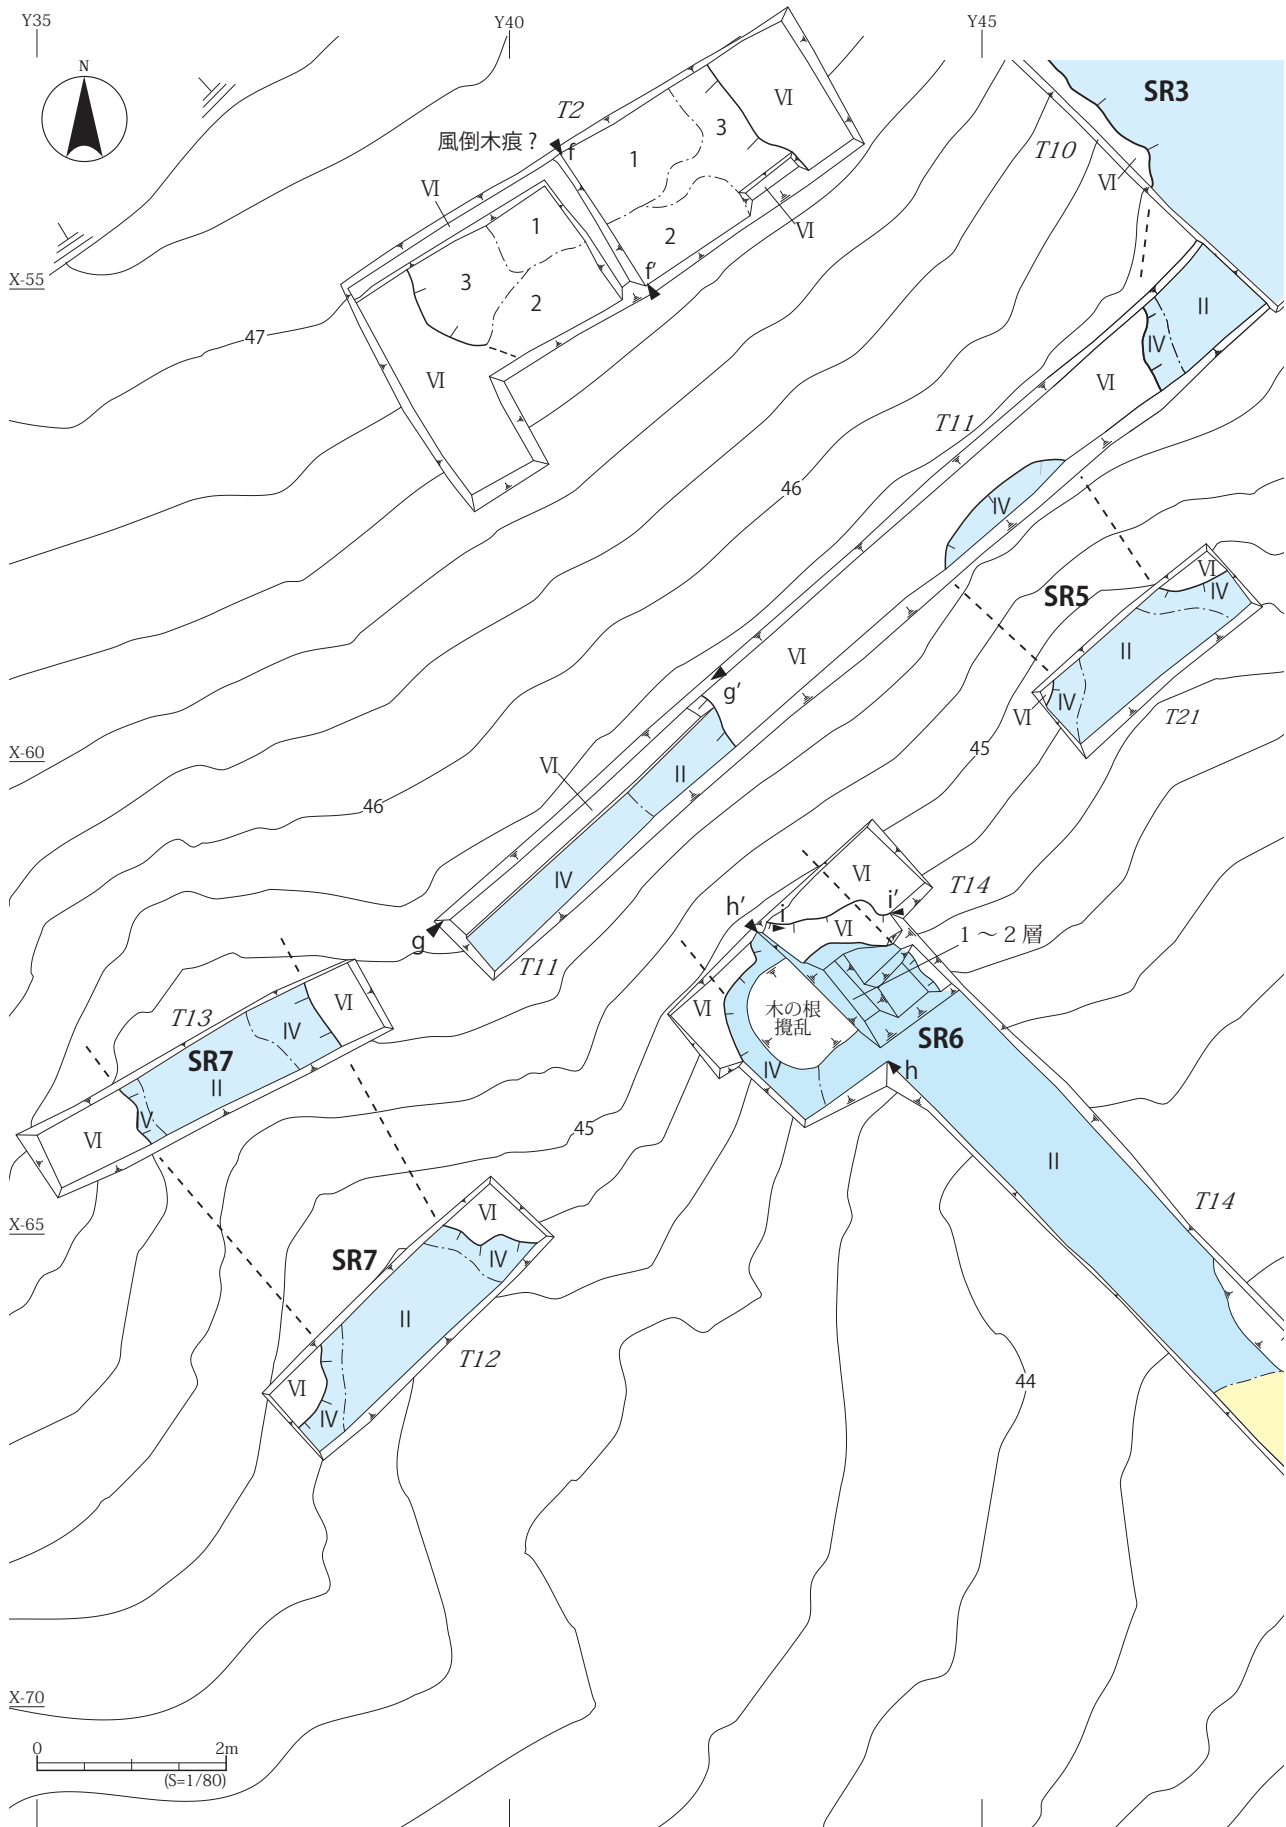 Y35
Y40
Y45
N
SR3
T2
VI
風倒木痕？
f
3
1
T10
VI
VI
1
2
VI
X-55
3
f'
2
II
47
IV
VI
VI
T11
46
IV
VI
SR5
IV
II
VI
g'
VI
IV
T21
X-60
45
VI
II
46
VI
IV
T14
h'
i
i'
VI
1～2層
g
T11
VI
VI
木の根
攪乱
T13
IV
SR7
SR6
II
IV
h
IV
VI
45
II
T14
X-65
VI
SR7
IV
II
T12
VI
44
IV
X-70
0
2m
(S=1/80)